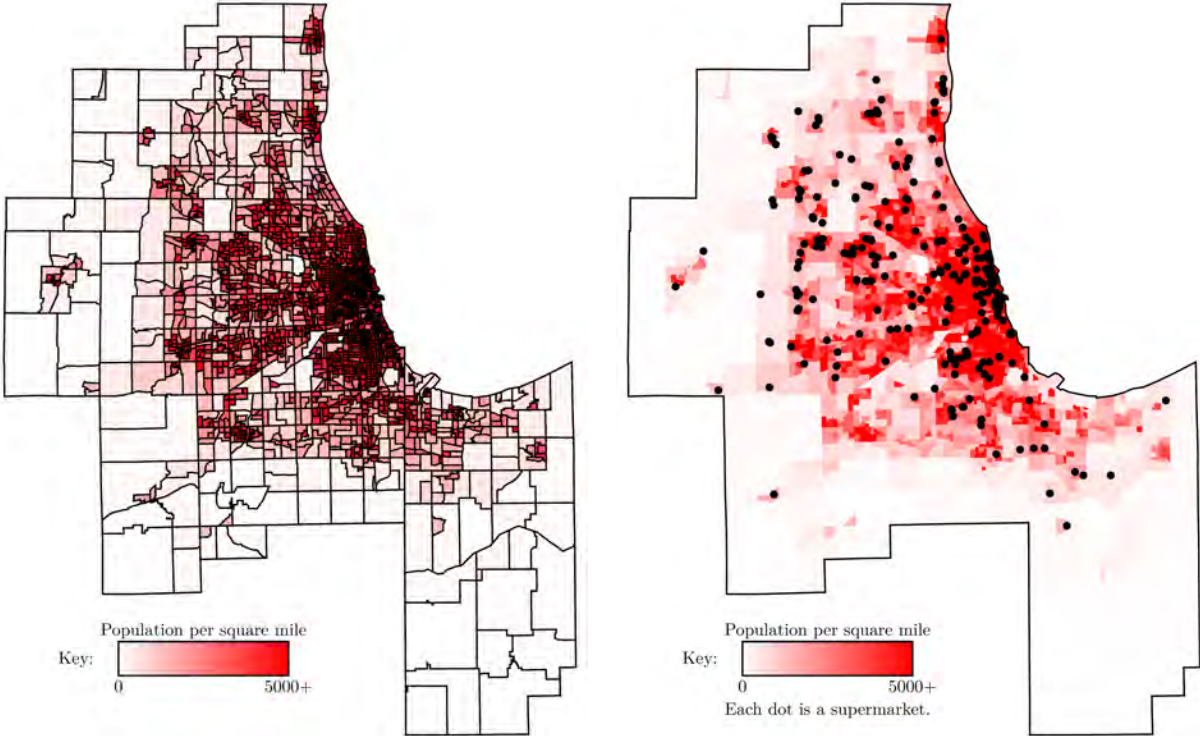 Population per square mile
Key:
0 5000+
Population per square mile
Key:
0 5000+
Each dot is a supermarket.